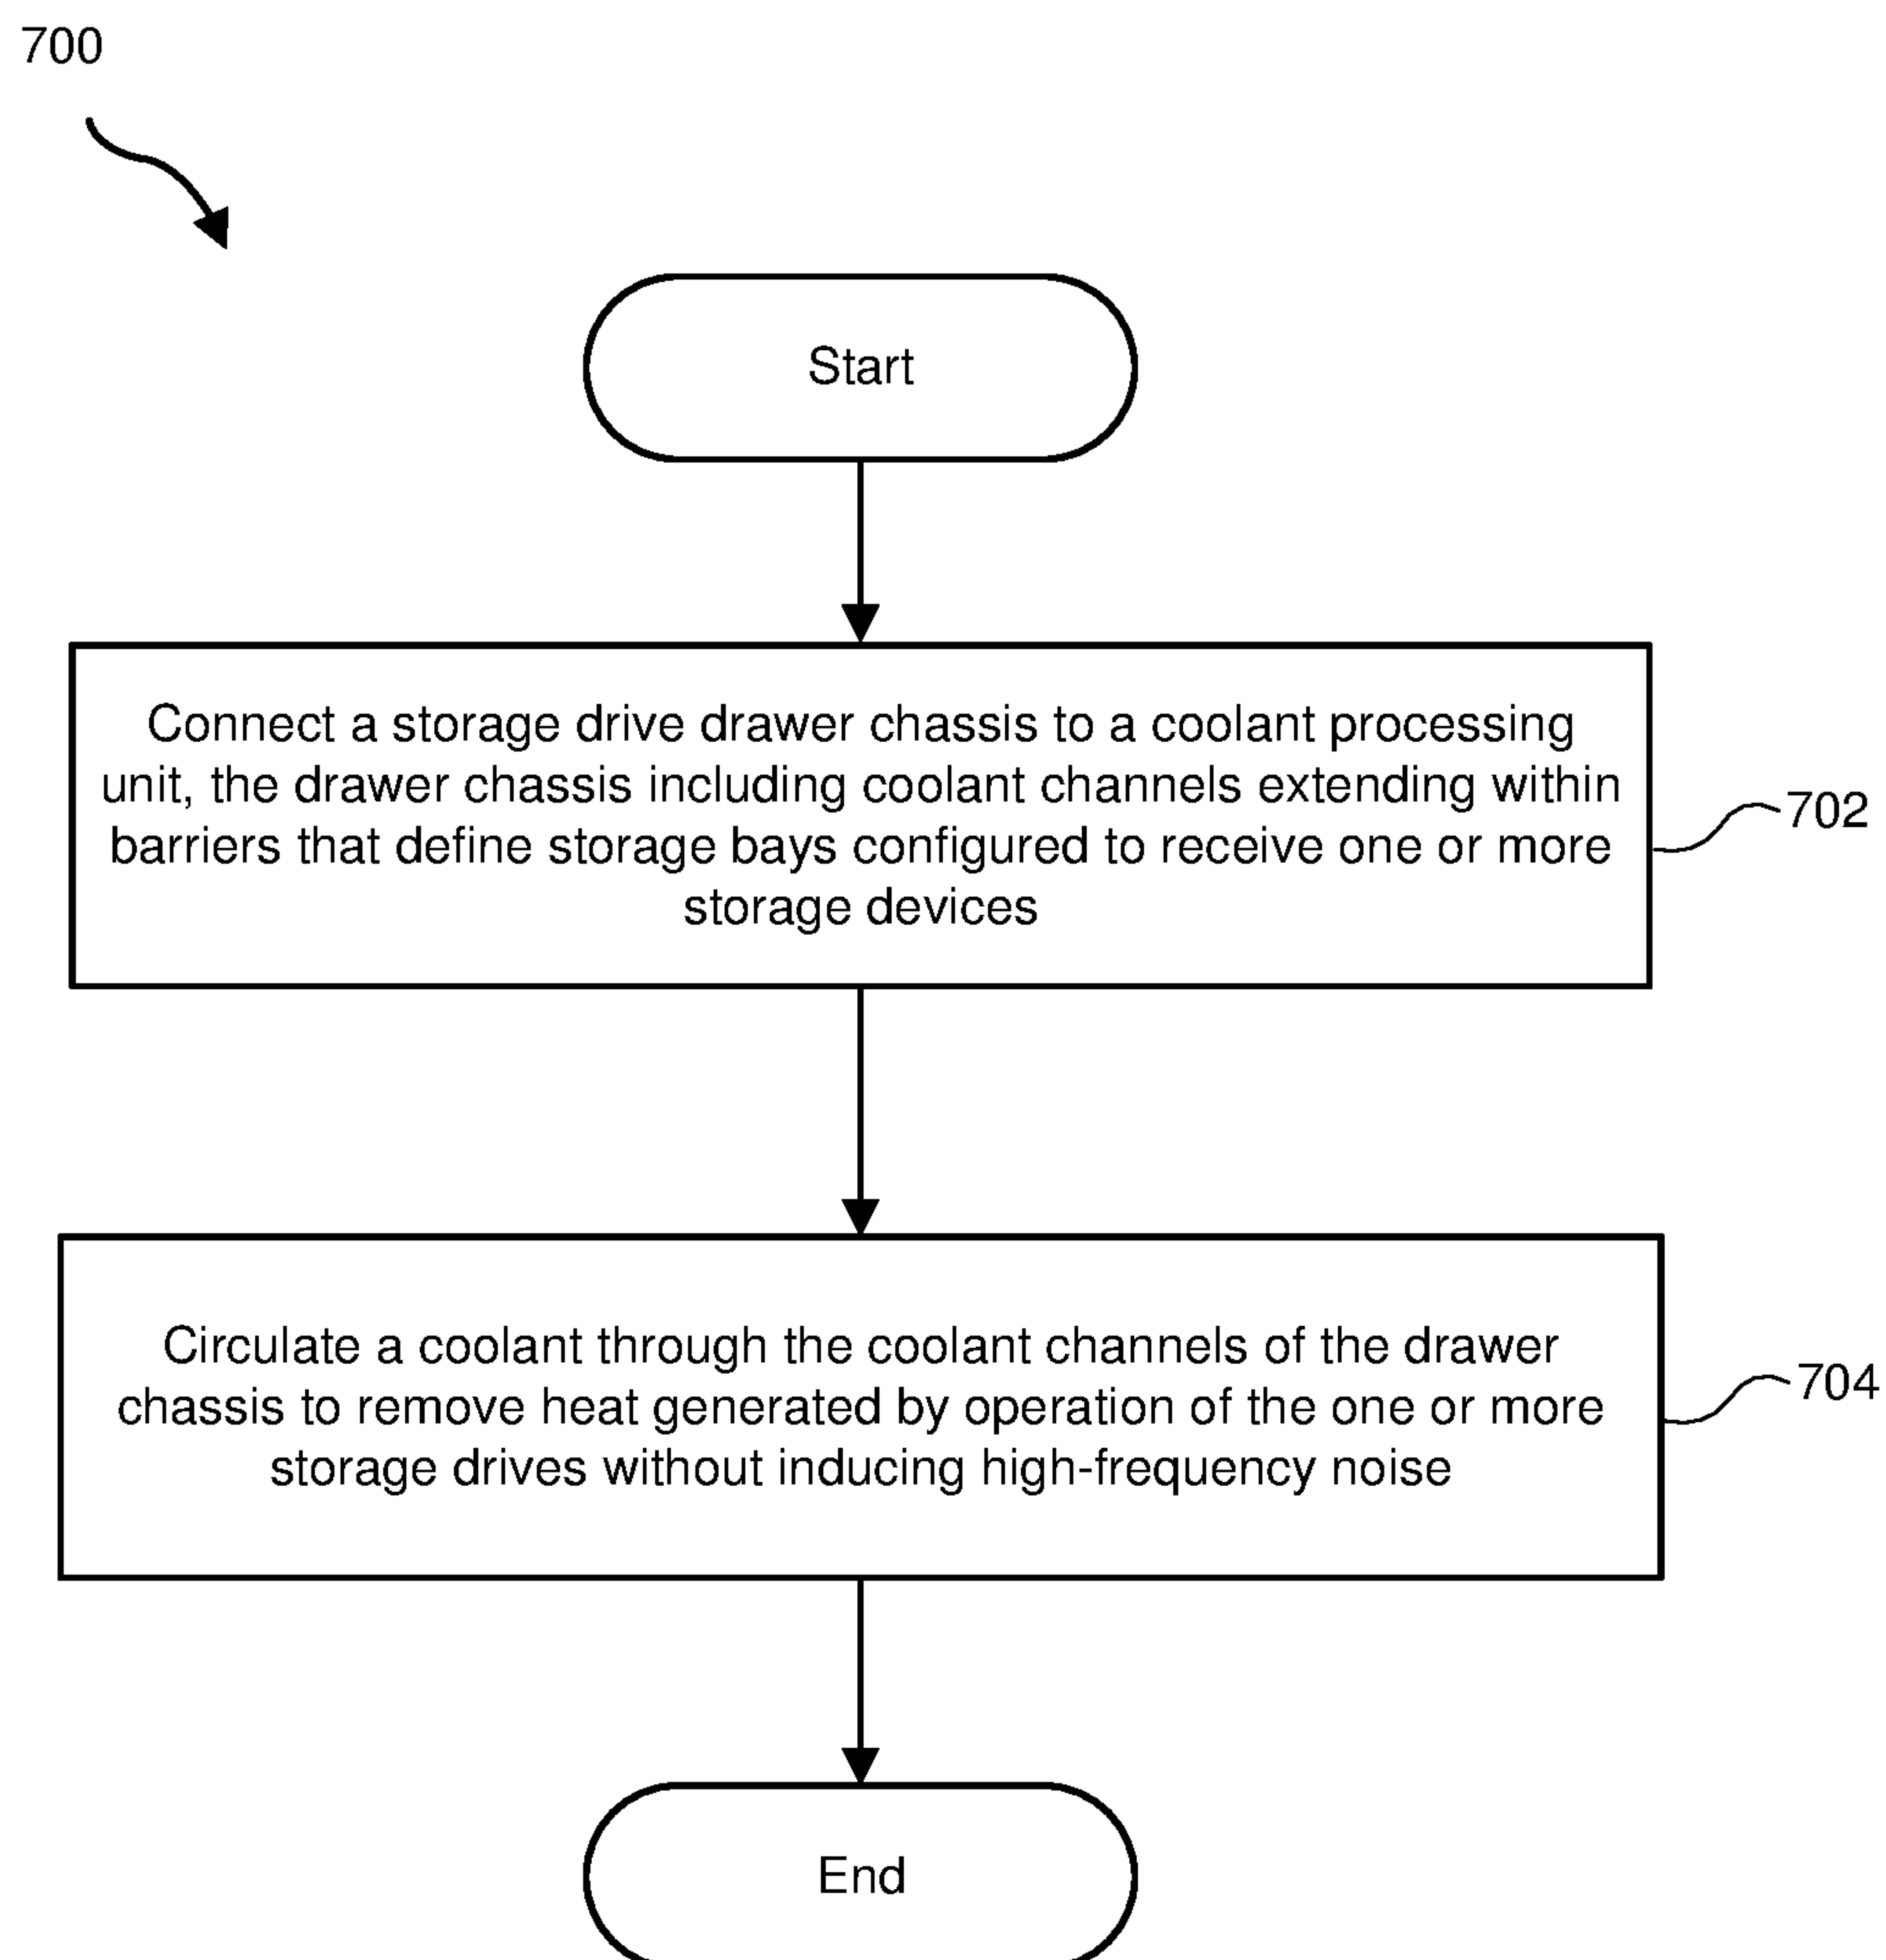 700
Start
Connect a storage drive drawer chassis to a coolant processing
unit, the drawer chassis including coolant channels extending within
barriers that define storage bays configured to receive one or more
storage devices
702
Circulate a coolant through the coolant channels of the drawer
chassis to remove heat generated by operation of the one or more
storage drives without inducing high-frequency noise
704
End